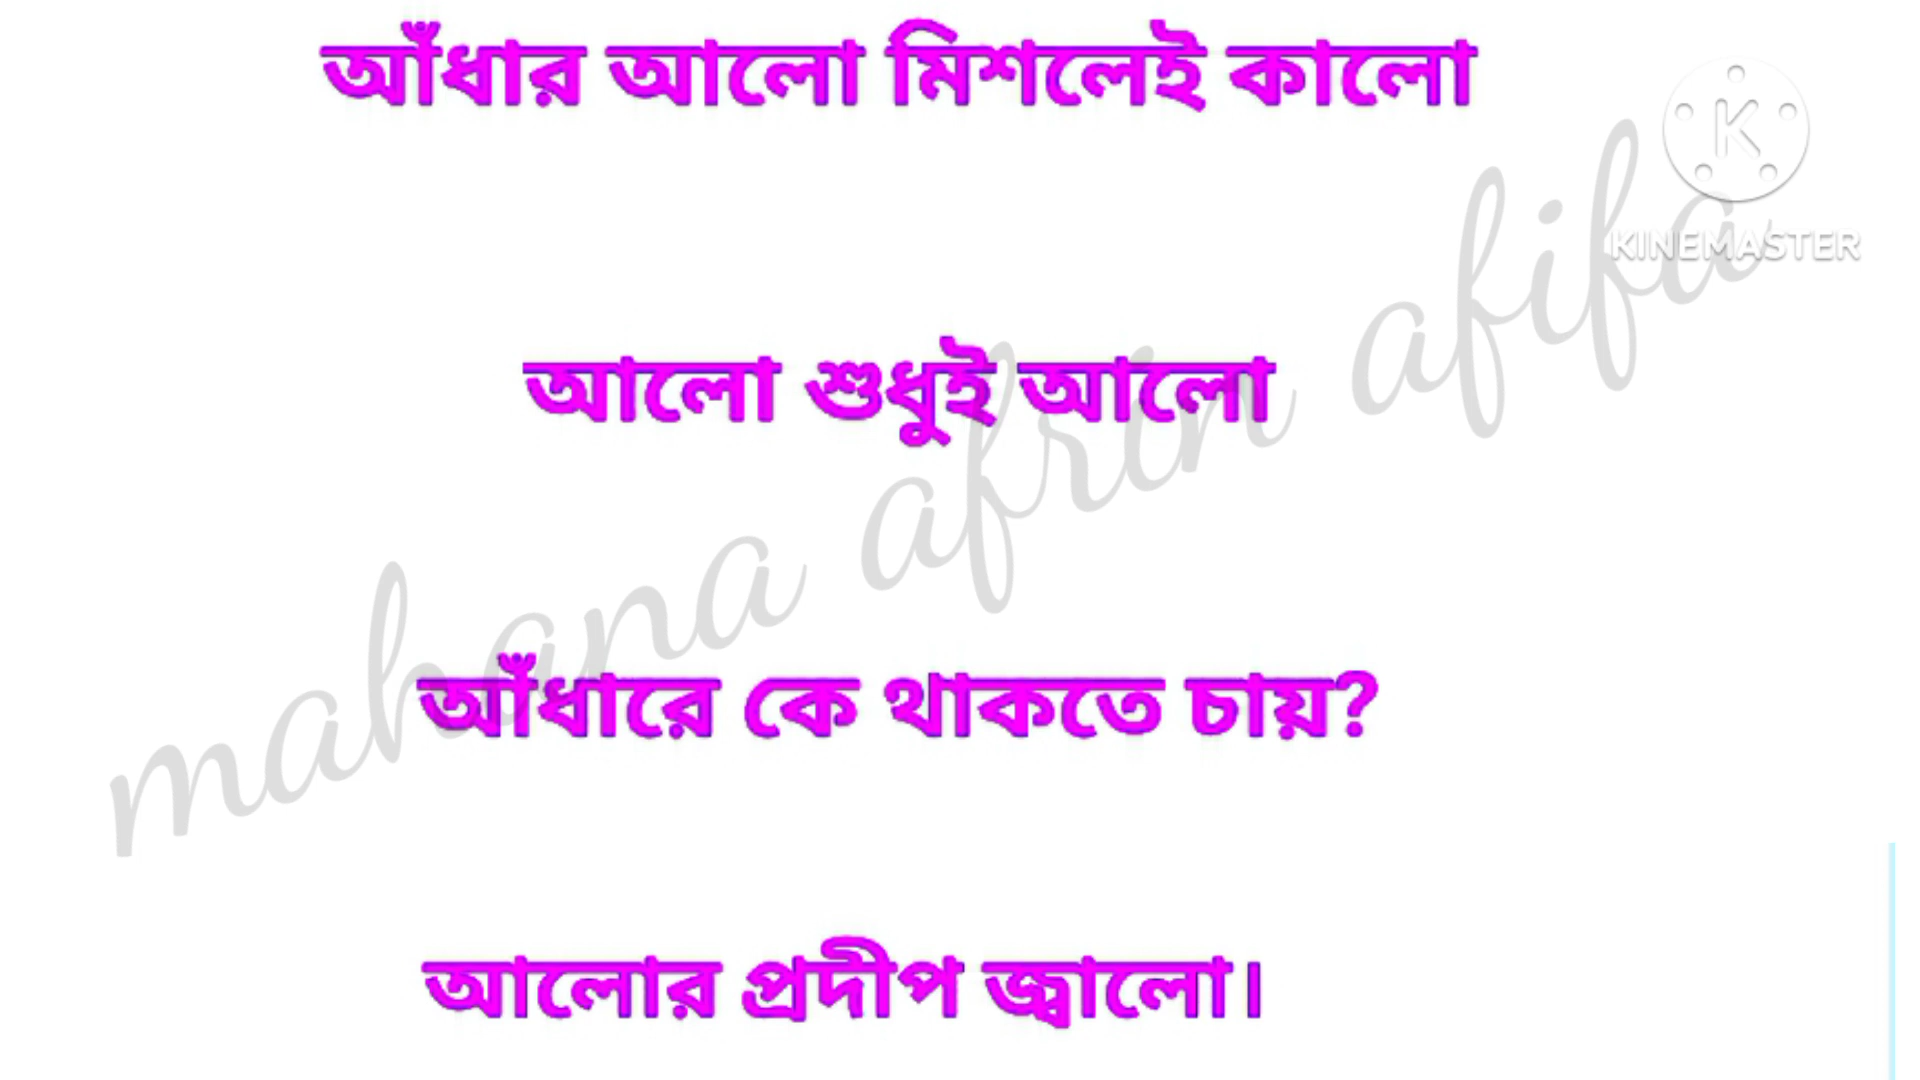 আঁধার আলো মিশলেই কালো
K
KINEMASTER
আলো শুধুই আলো
mahana afrin afifa
আঁধারে কে থাকতে চায়?
আলোর প্রদীপ জ্বালো।